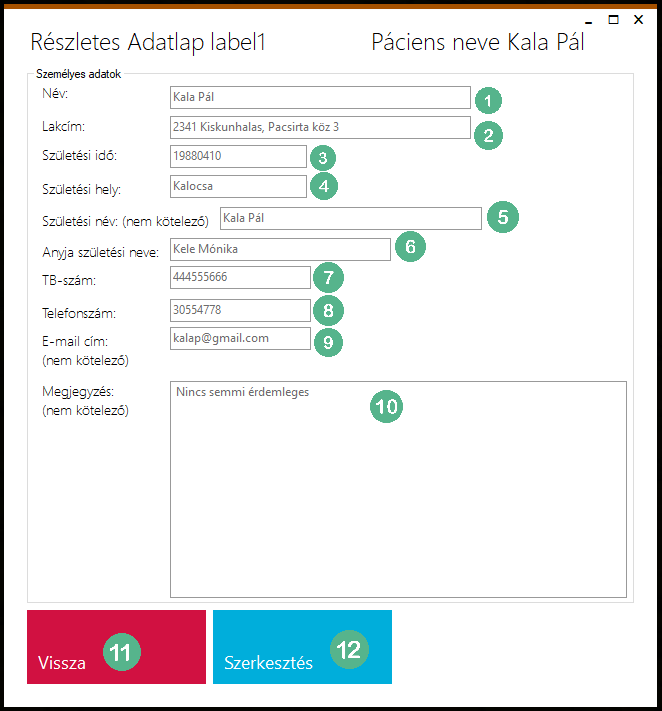 Részletes Adatlap label1 Páciens neve Kala Pál
Személyes adatok
Név: Kala Pál 1
Lakcím: 2341 Kiskunhalas, Pacsirta köz 3 2
Születési idő: 19880410 3
Születési hely: Kalocsa 4
Születési név: (nem kötelező) Kala Pál 5
Anyja születési neve: Kele Mónika 6
TB-szám: 444555666 7
Telefonszám: 30554778 8
E-mail cím: kalap@gmail.com 9
(nem kötelező)
Megjegyzés: Nincs semmi érdemleges 10
(nem kötelező)
Vissza 11 Szerkesztés 12